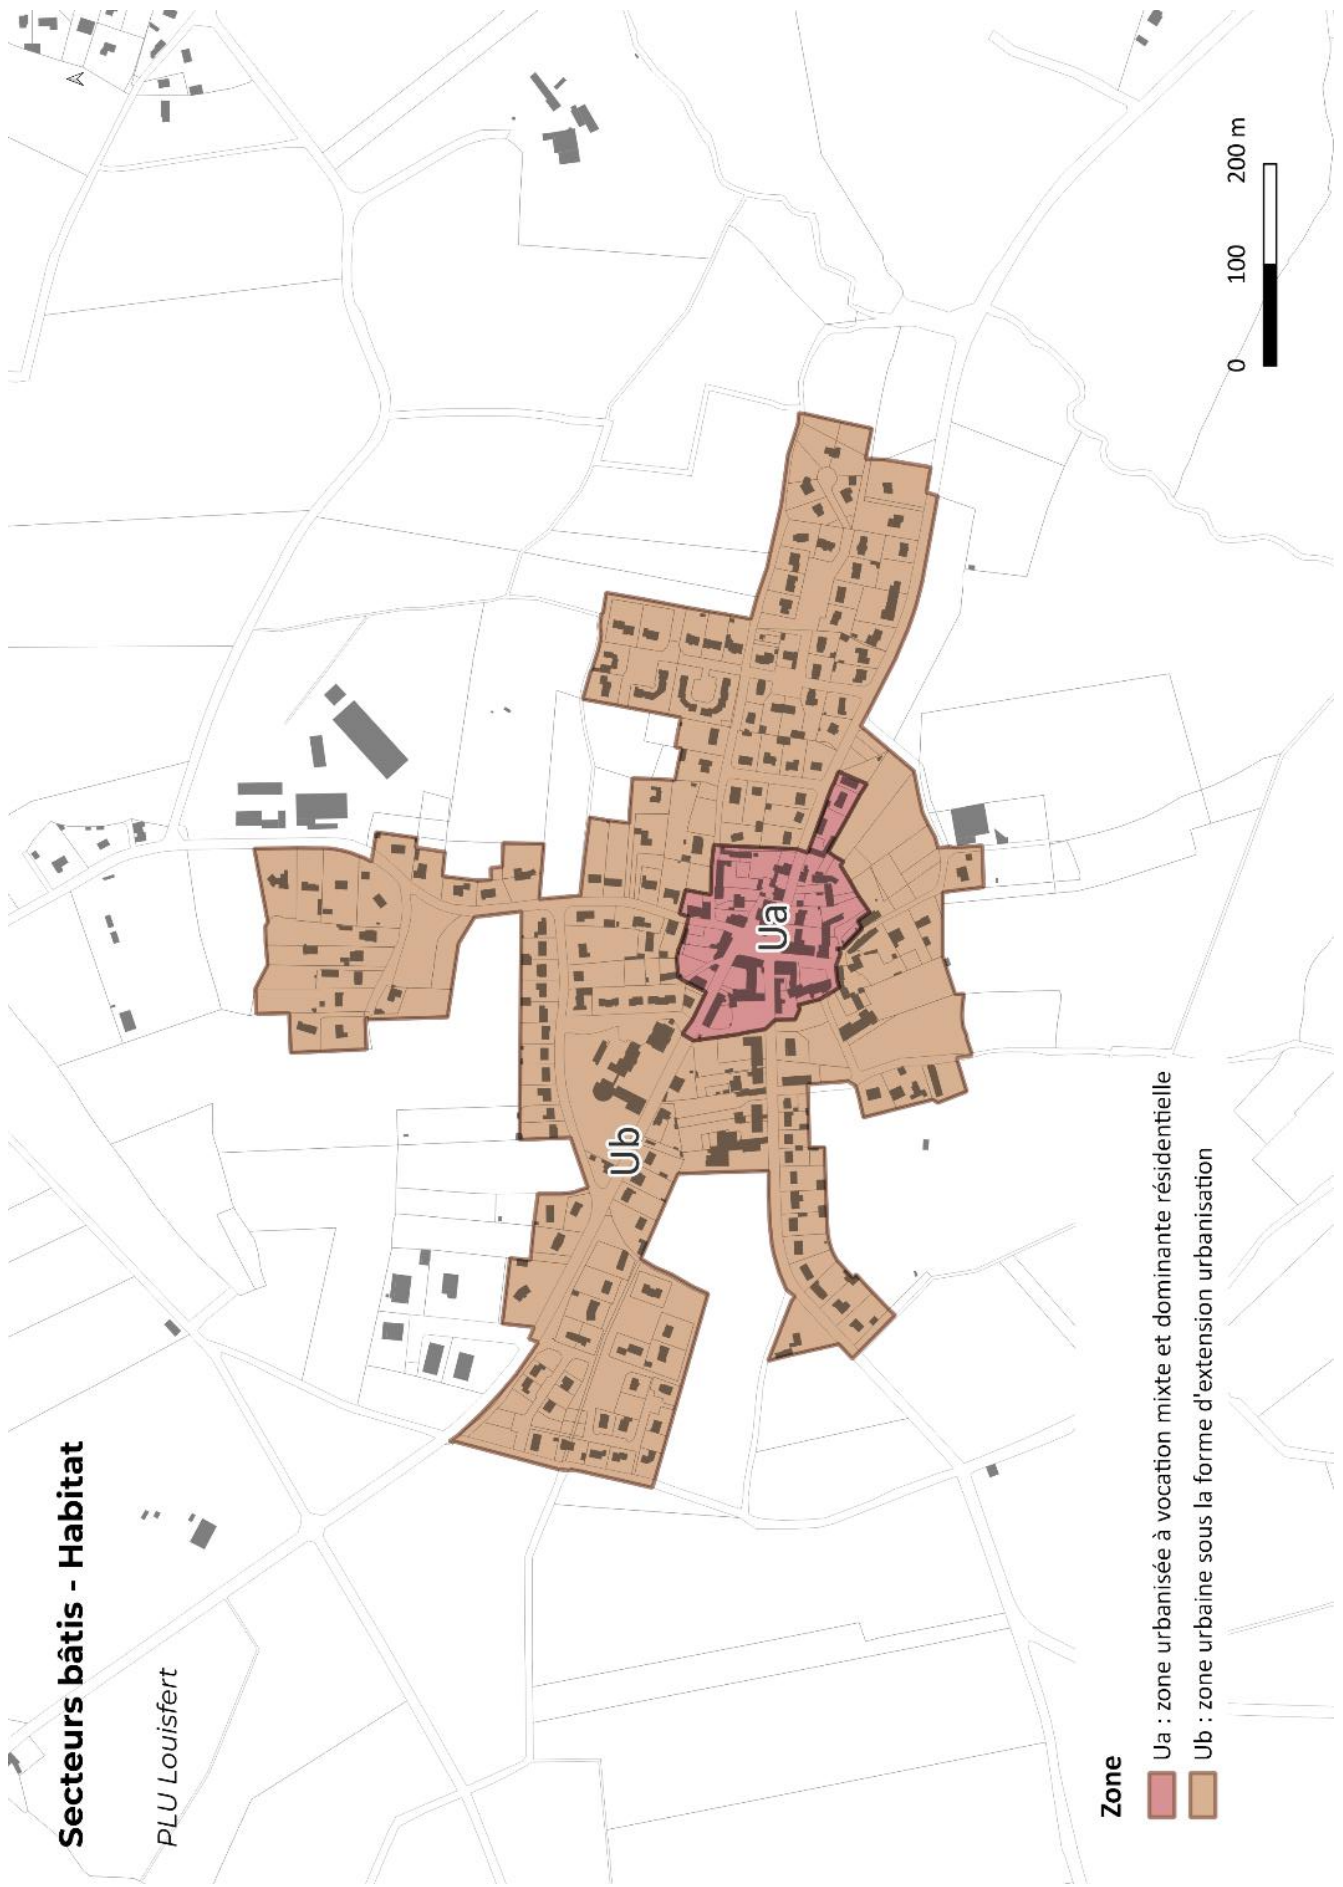 Secteurs bâtis - Habitat
PLU Louisfert
Ub
Ua
Zone
Ua : zone urbanisée à vocation mixte et dominante résidentielle
Ub : zone urbaine sous la forme d'extension urbanisation
0 100 200 m